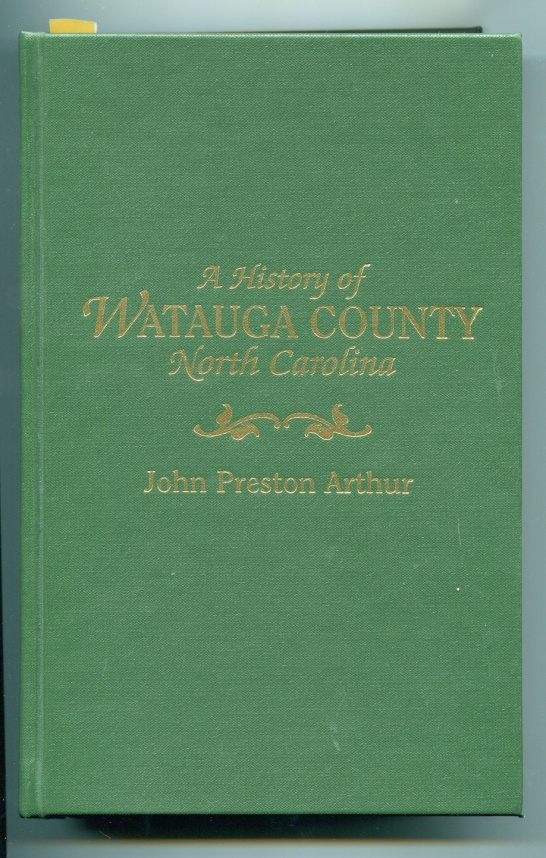 A History of
WATAUGA COUNTY
North Carolina
John Preston Arthur